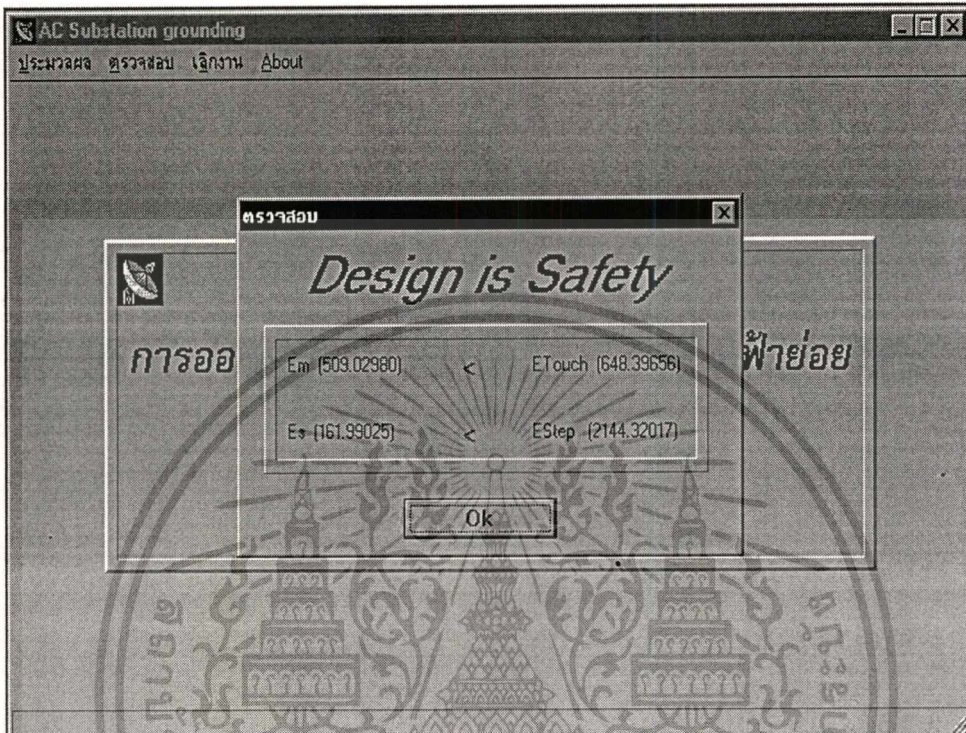 AC Substation grounding
ประมวลผล ตรวจสอบ เลิกงาน About
ตรวจสอบ
Design is Safety
การออ
ฟ้าย่อย
Em (509.02980) < ETouch (648.39656)
Es (161.99025) < EStep (2144.32017)
Ok